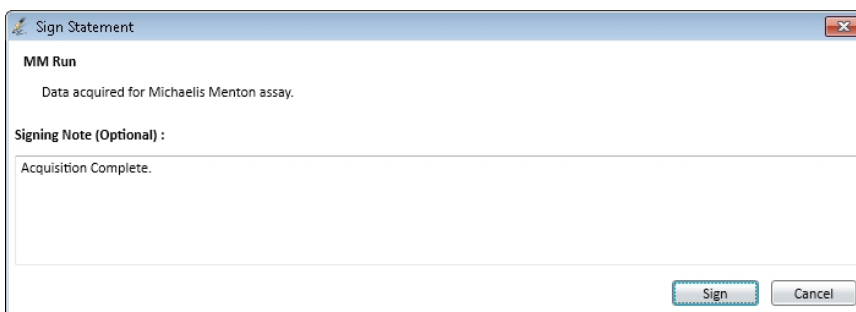 Sign Statement
MM Run
Data acquired for Michaelis Menton assay.
Signing Note (Optional) :
Acquisition Complete.
Sign
Cancel